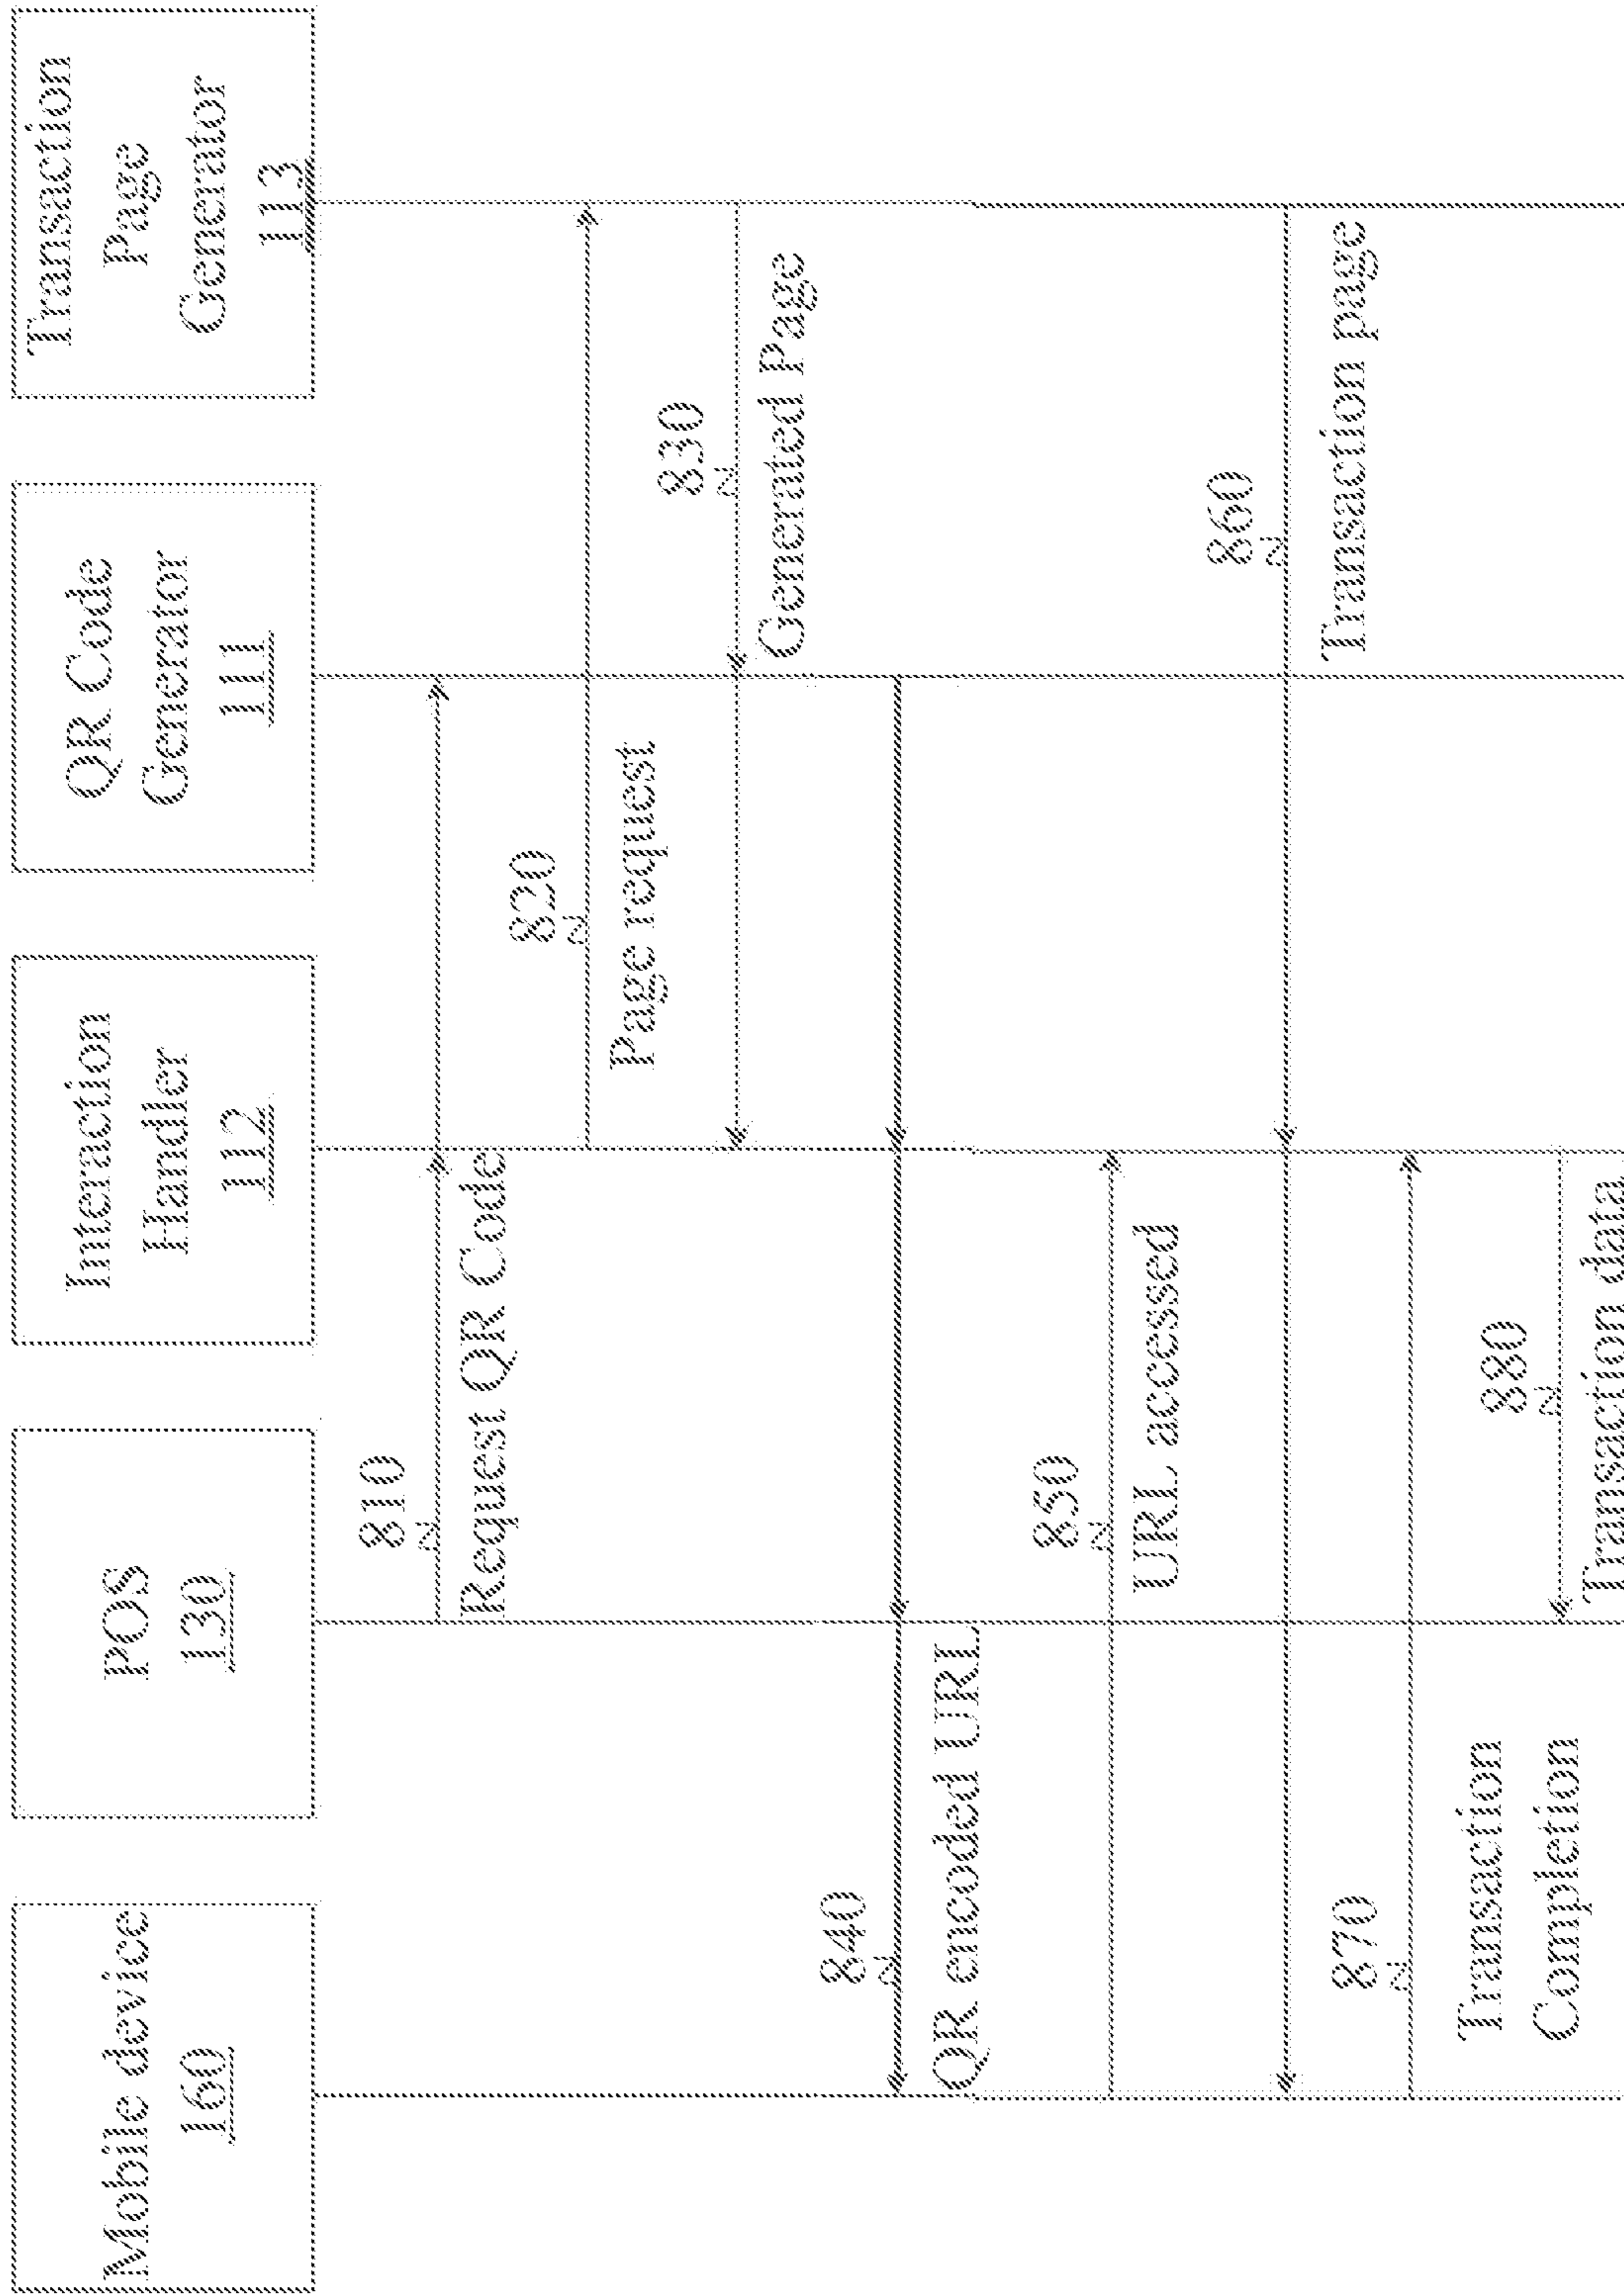 Mobile device
160
POS
130
Interaction
Handler
112
QR Code
Generator
111
Transaction
Page
Generator
113
810
Request QR Code
820
Page request
830
Generated Page
840
QR encoded URL
850
URL accessed
860
Transaction page
870
Transaction
Completion
880
Transaction data